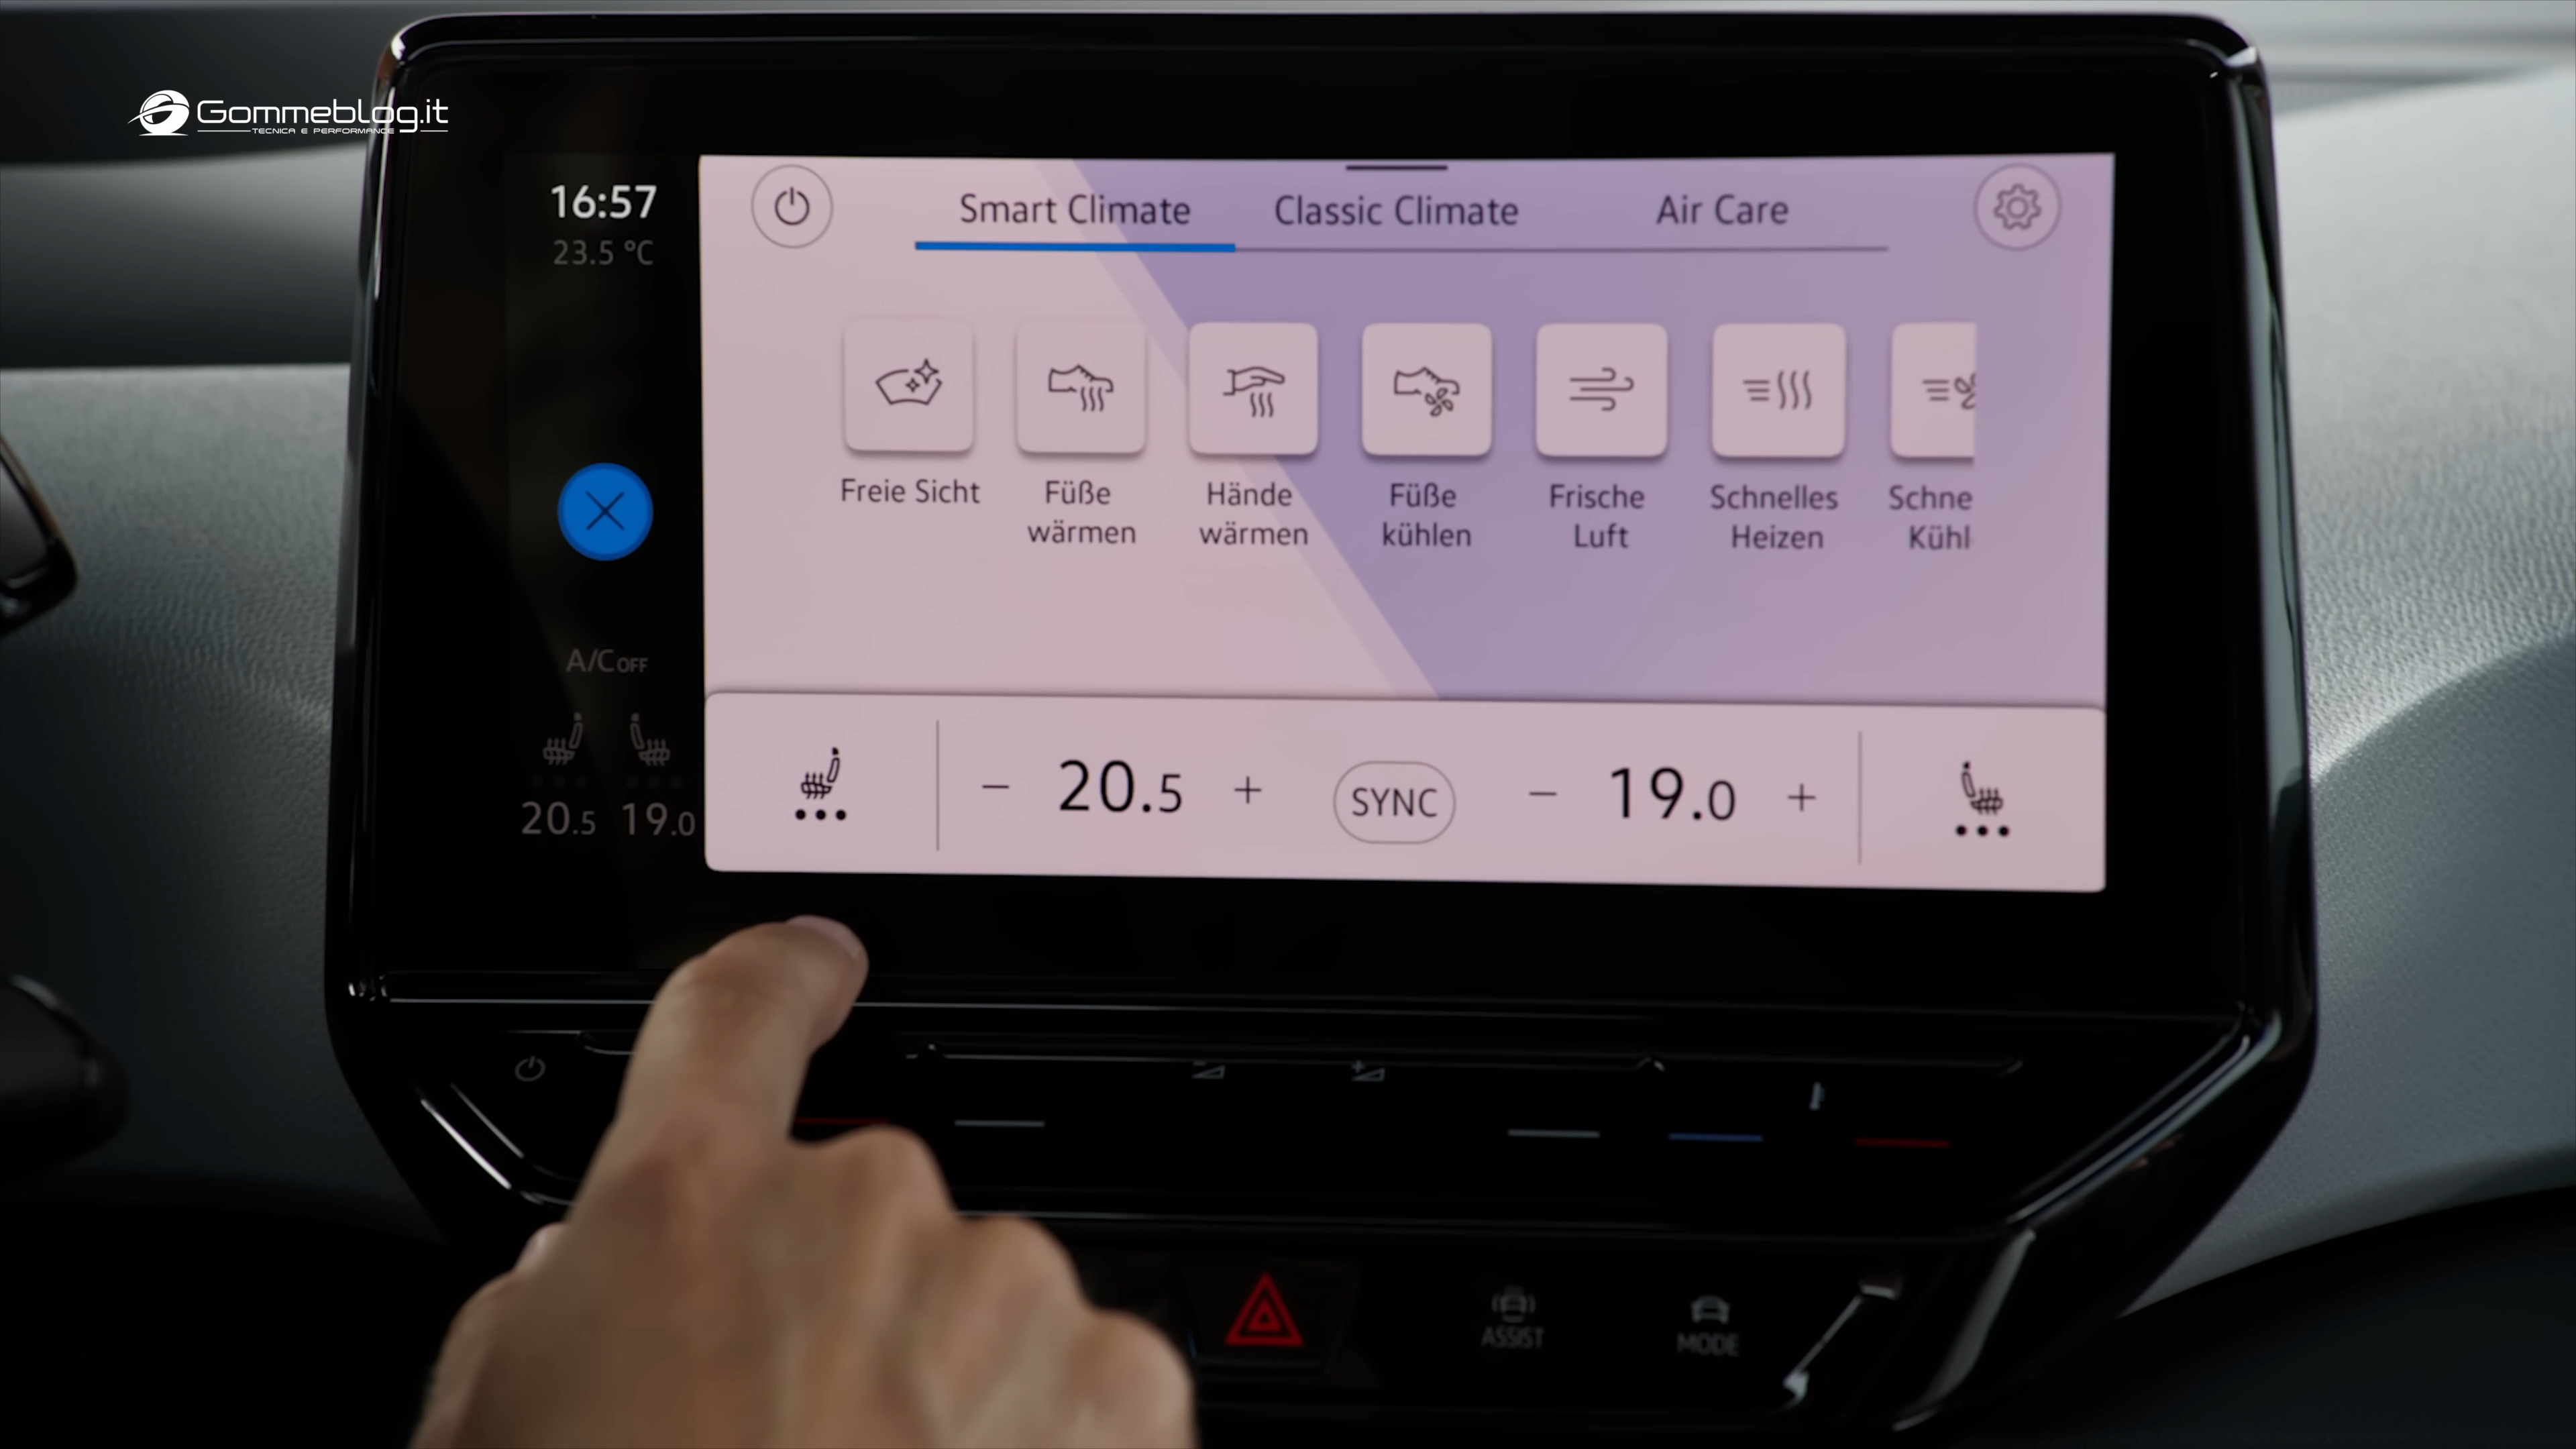 Gommeblog.it
TECNICA E PERFORMANCE
16:57
23.5 °C
Smart Climate
Classic Climate
Air Care
Freie Sicht
Füße
wärmen
Hände
wärmen
Füße
kühlen
Frische
Luft
Schnelles
Heizen
Schne
Kühl
A/C OFF
20.5 19.0
20.5
SYNC
19.0
ASSIST
MODE